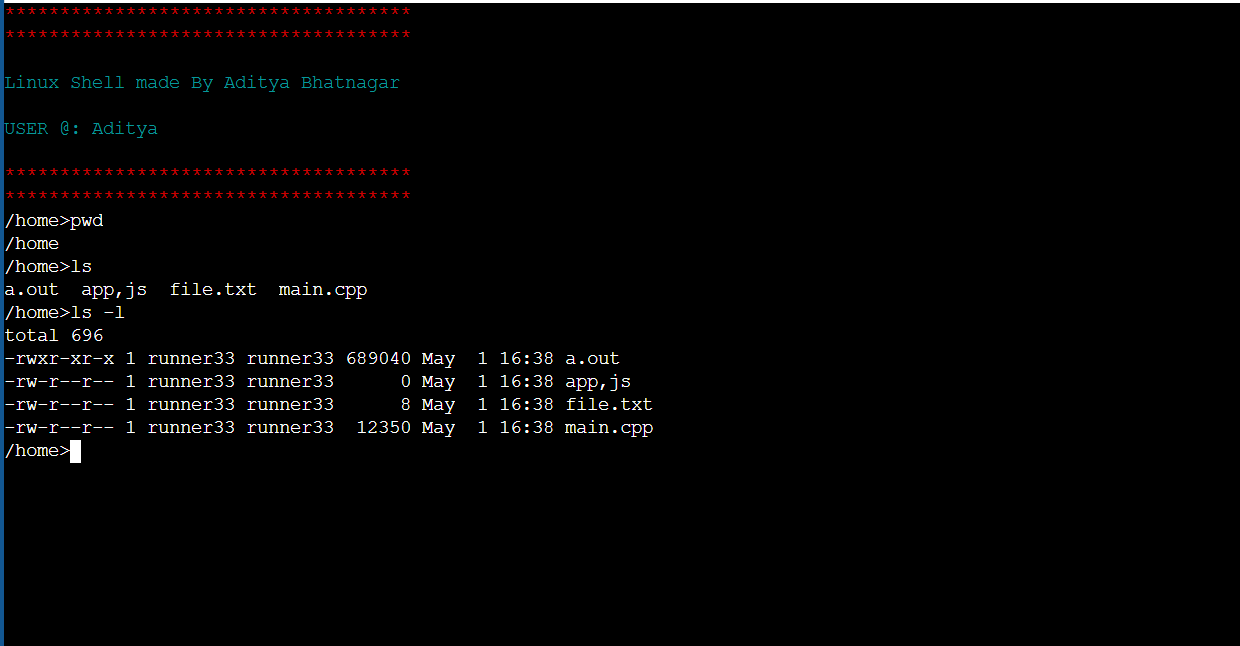 *************************************
*************************************
Linux Shell made By Aditya Bhatnagar
USER @: Aditya
*************************************
*************************************
/home>pwd
/home
/home>ls
a.out  app,js  file.txt  main.cpp
/home>ls -l
total 696
-rwxr-xr-x 1 runner33 runner33 689040 May  1 16:38 a.out
-rw-r--r-- 1 runner33 runner33      0 May  1 16:38 app,js
-rw-r--r-- 1 runner33 runner33      8 May  1 16:38 file.txt
-rw-r--r-- 1 runner33 runner33  12350 May  1 16:38 main.cpp
/home>